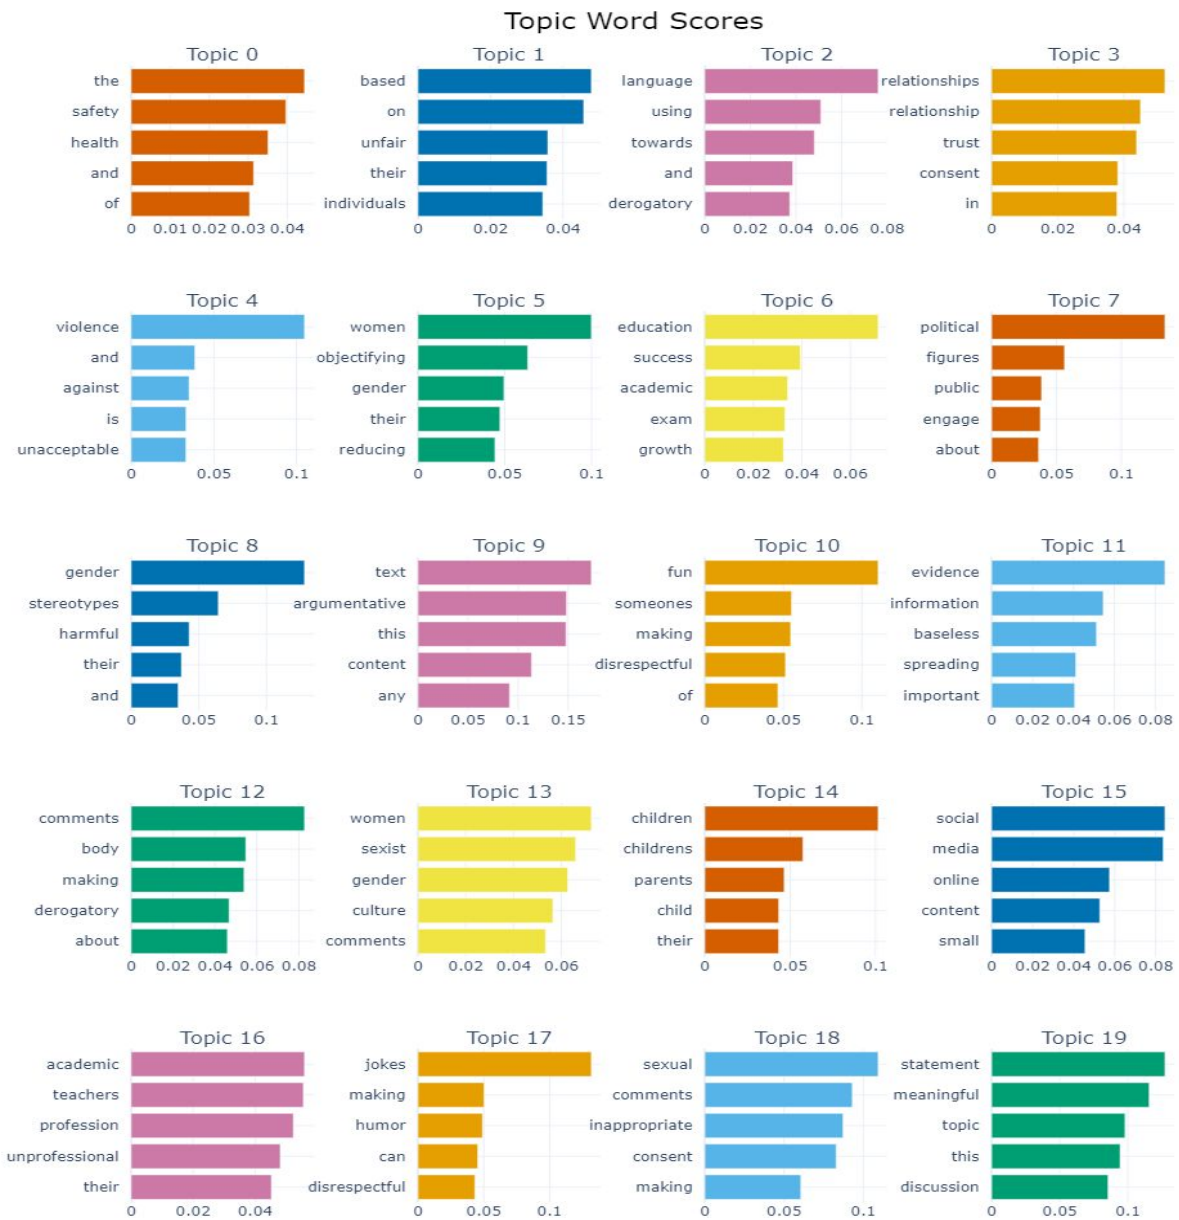 Topic Word Scores
Topic 0
the
safety
health
and
of
0 0.01 0.02 0.03 0.04
Topic 1
based
on
unfair
their
individuals
0 0.02 0.04
Topic 2
language
using
towards
and
derogatory
0 0.02 0.04 0.06 0.08
Topic 3
relationships
relationship
trust
consent
in
0 0.02 0.04
Topic 4
violence
and
against
is
unacceptable
0 0.05 0.1
Topic 5
women
objectifying
gender
their
reducing
0 0.05 0.1
Topic 6
education
success
academic
exam
growth
0 0.02 0.04 0.06
Topic 7
political
figures
public
engage
about
0 0.05 0.1
Topic 8
gender
stereotypes
harmful
their
and
0 0.05 0.1
Topic 9
text
argumentative
this
content
any
0 0.05 0.1 0.15
Topic 10
fun
someones
making
disrespectful
of
0 0.05 0.1
Topic 11
evidence
information
baseless
spreading
important
0 0.02 0.04 0.06 0.08
Topic 12
comments
body
making
derogatory
about
0 0.02 0.04 0.06 0.08
Topic 13
women
sexist
gender
culture
comments
0 0.02 0.04 0.06
Topic 14
children
childrens
parents
child
their
0 0.05 0.1
Topic 15
social
media
online
content
small
0 0.02 0.04 0.06 0.08
Topic 16
academic
teachers
profession
unprofessional
their
0 0.02 0.04
Topic 17
jokes
making
humor
can
disrespectful
0 0.05 0.1
Topic 18
sexual
comments
inappropriate
consent
making
0 0.05 0.1
Topic 19
statement
meaningful
topic
this
discussion
0 0.05 0.1